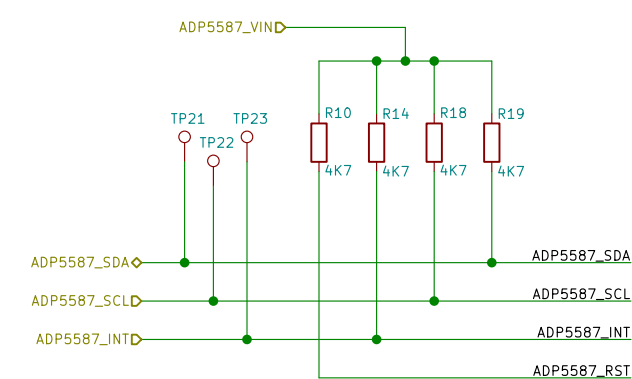 ADP5587_VIN
TP21
TP22
TP23
R10
4K7
R14
4K7
R18
4K7
R19
4K7
ADP5587_SDA
ADP5587_SDA
ADP5587_SCL
ADP5587_SCL
ADP5587_INT
ADP5587_INT
ADP5587_RST